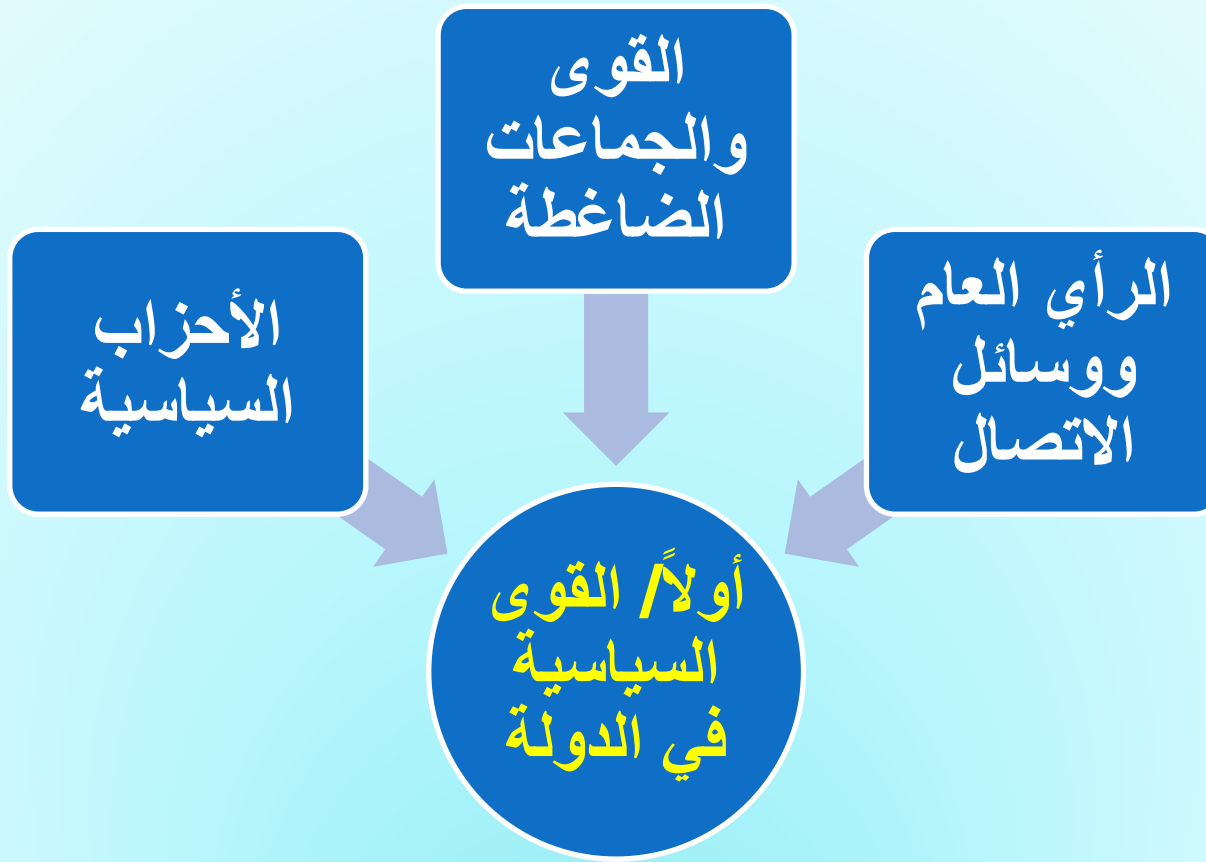 القوى
والجماعات
الضاغطة
الرأي العام
ووسائل
الاتصال
الأحزاب
السياسية
أولاً/ القوى
السياسية
في الدولة